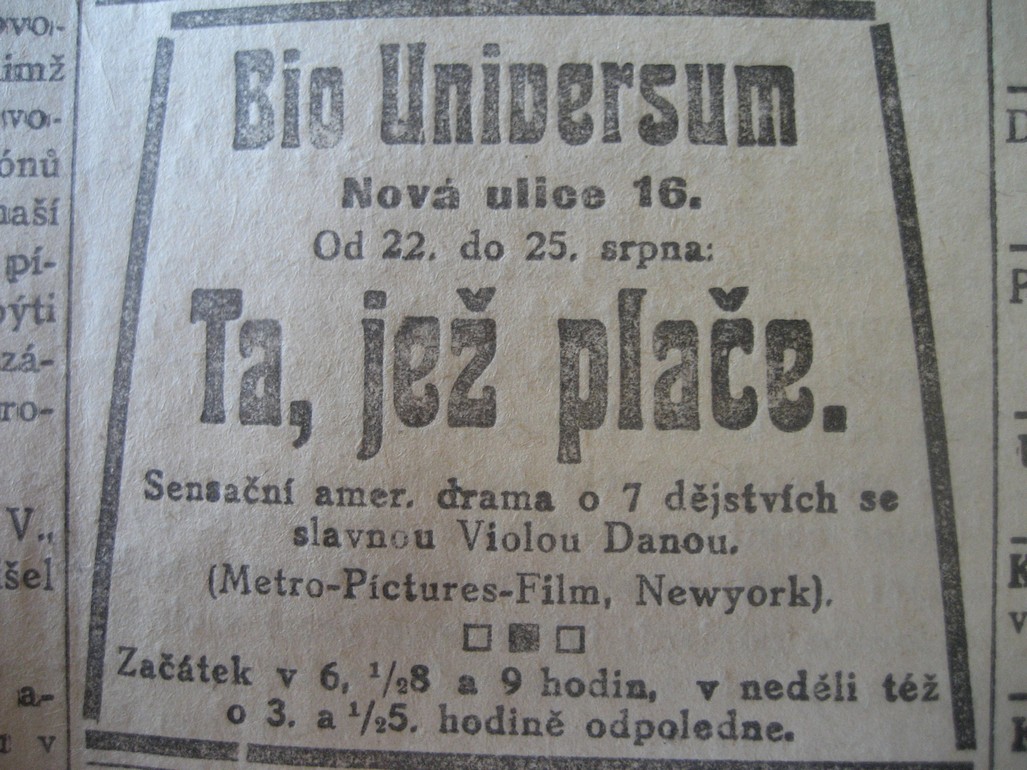 Bio Universum
Nová ulice 16.
Od 22. do 25. srpna:
Ta, jež pláče.
Sensační amer. drama o 7 dějstvích se
slavnou Violou Danou.
(Metro-Pictures-Film, Newyork).
Začátek v 6, 1/28 a 9 hodin, v neděli též
o 3. a 1/25. hodině odpoledne.